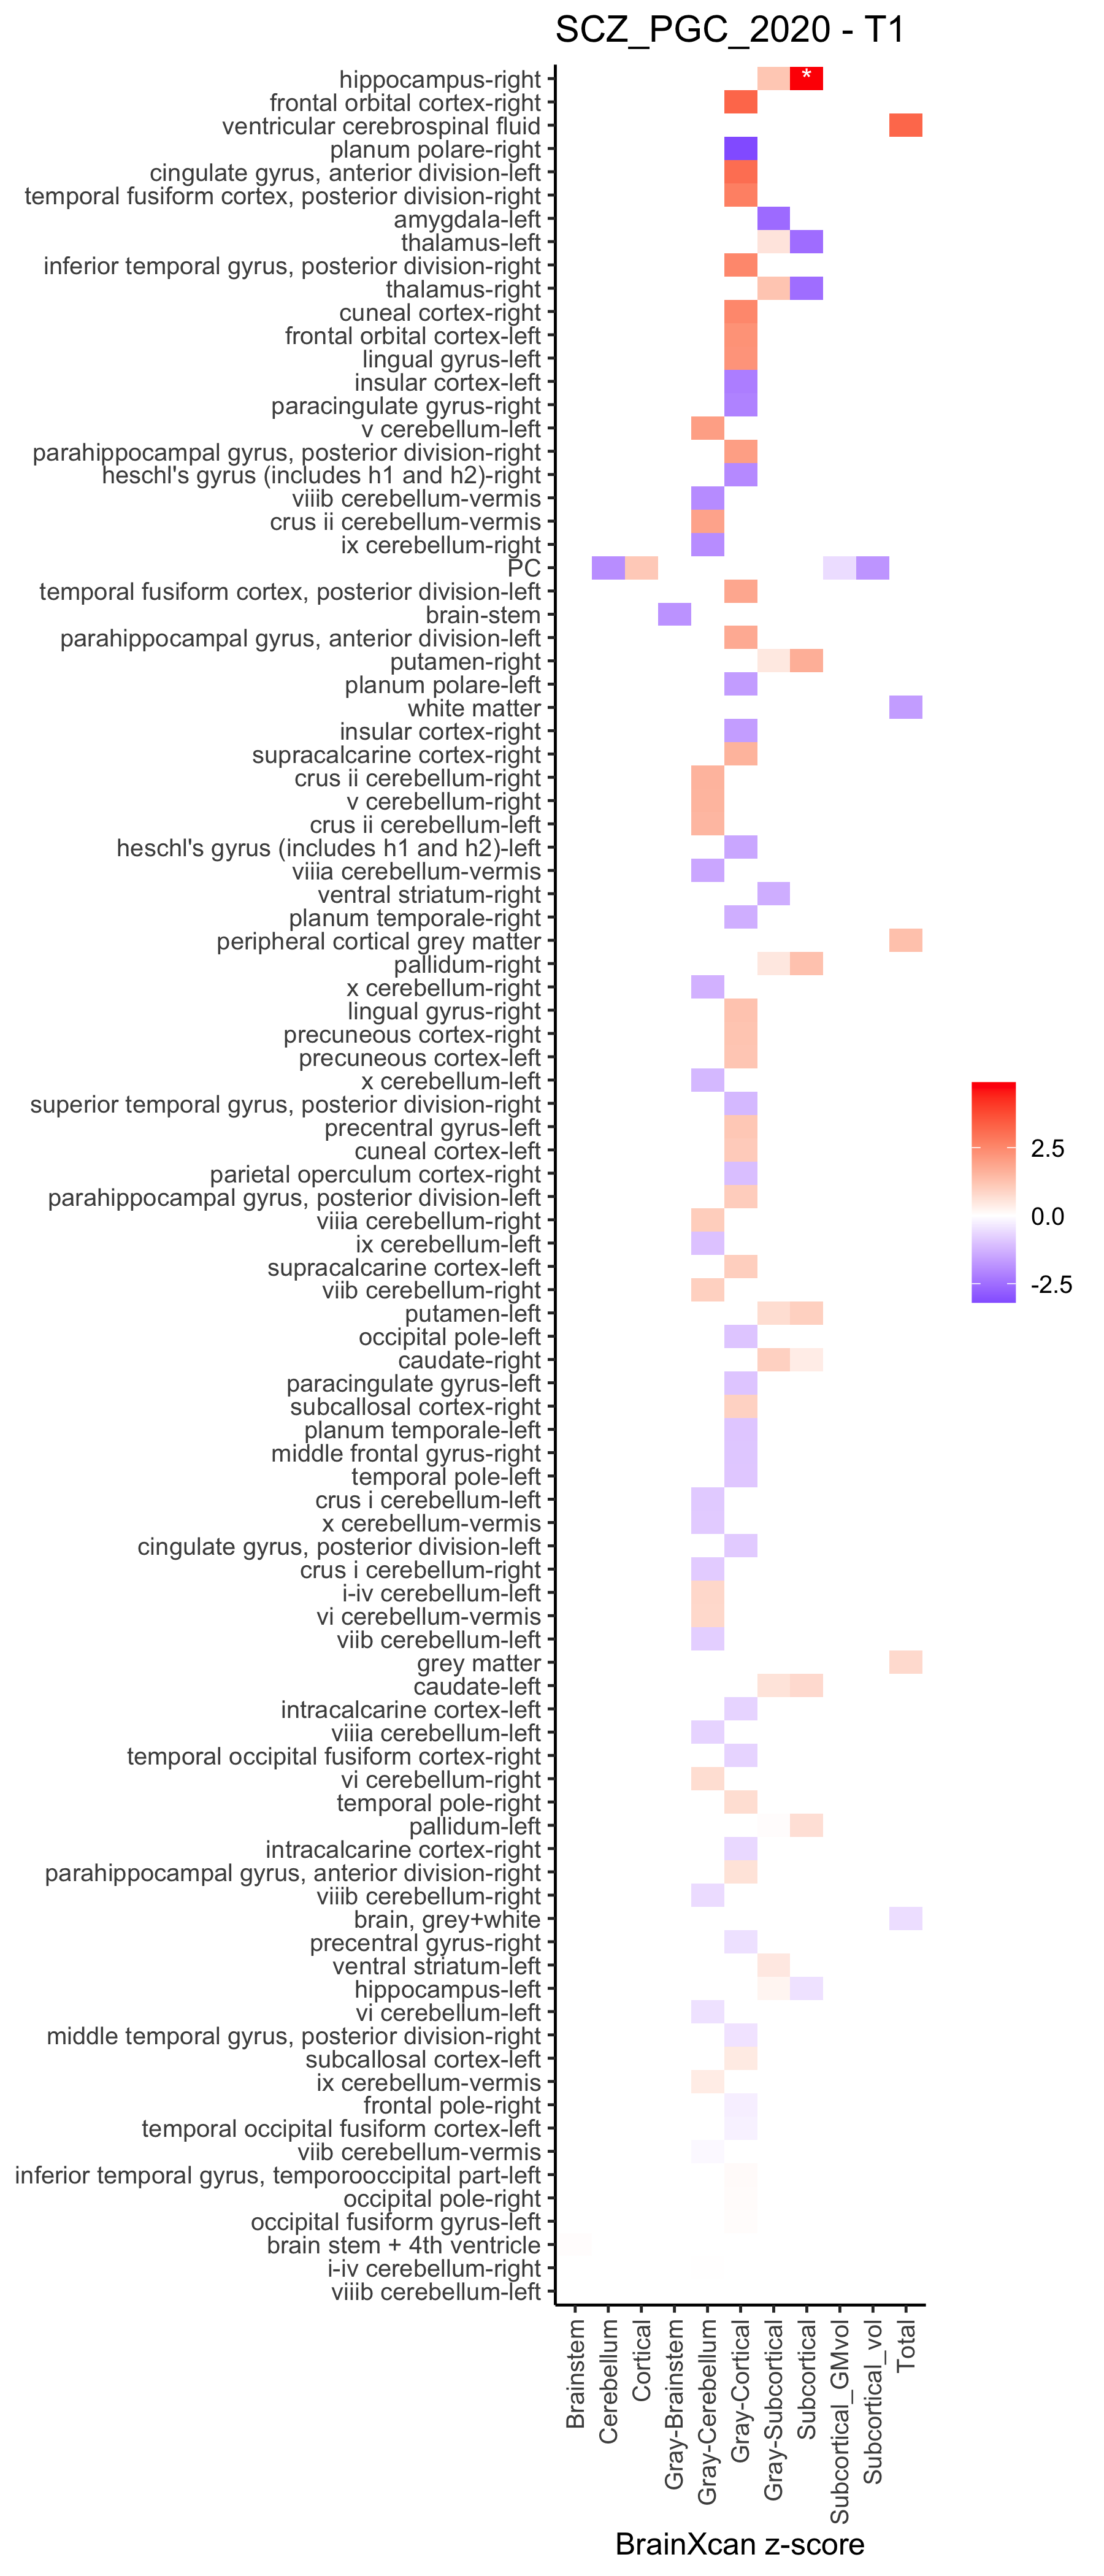 SCZ_PGC_2020 - T1
hippocampus-right
*
frontal orbital cortex-right
ventricular cerebrospinal fluid
planum polare-right
cingulate gyrus, anterior division-left
temporal fusiform cortex, posterior division-right
amygdala-left
thalamus-left
inferior temporal gyrus, posterior division-right
thalamus-right
cuneal cortex-right
frontal orbital cortex-left
lingual gyrus-left
insular cortex-left
paracingulate gyrus-right
v cerebellum-left
parahippocampal gyrus, posterior division-right
heschl's gyrus (includes h1 and h2)-right
viiib cerebellum-vermis
crus ii cerebellum-vermis
ix cerebellum-right
PC
temporal fusiform cortex, posterior division-left
brain-stem
parahippocampal gyrus, anterior division-left
putamen-right
planum polare-left
white matter
insular cortex-right
supracalcarine cortex-right
crus ii cerebellum-right
v cerebellum-right
crus ii cerebellum-left
heschl's gyrus (includes h1 and h2)-left
viiia cerebellum-vermis
ventral striatum-right
planum temporale-right
peripheral cortical grey matter
pallidum-right
x cerebellum-right
lingual gyrus-right
precuneous cortex-right
precuneous cortex-left
x cerebellum-left
superior temporal gyrus, posterior division-right
precentral gyrus-left
cuneal cortex-left
parietal operculum cortex-right
parahippocampal gyrus, posterior division-left
viiia cerebellum-right
ix cerebellum-left
supracalcarine cortex-left
viib cerebellum-right
putamen-left
occipital pole-left
caudate-right
paracingulate gyrus-left
subcallosal cortex-right
planum temporale-left
middle frontal gyrus-right
temporal pole-left
crus i cerebellum-left
x cerebellum-vermis
cingulate gyrus, posterior division-left
crus i cerebellum-right
i-iv cerebellum-left
vi cerebellum-vermis
viib cerebellum-left
grey matter
caudate-left
intracalcarine cortex-left
viiia cerebellum-left
temporal occipital fusiform cortex-right
vi cerebellum-right
temporal pole-right
pallidum-left
intracalcarine cortex-right
parahippocampal gyrus, anterior division-right
viiib cerebellum-right
brain, grey+white
precentral gyrus-right
ventral striatum-left
hippocampus-left
vi cerebellum-left
middle temporal gyrus, posterior division-right
subcallosal cortex-left
ix cerebellum-vermis
frontal pole-right
temporal occipital fusiform cortex-left
viib cerebellum-vermis
inferior temporal gyrus, temporooccipital part-left
occipital pole-right
occipital fusiform gyrus-left
brain stem + 4th ventricle
i-iv cerebellum-right
viiib cerebellum-left
Brainstem
Cerebellum
Cortical
Gray-Brainstem
Gray-Cerebellum
Gray-Cortical
Gray-Subcortical
Subcortical
Subcortical_GMvol
Subcortical_vol
Total
BrainXcan z-score
2.5
0.0
-2.5